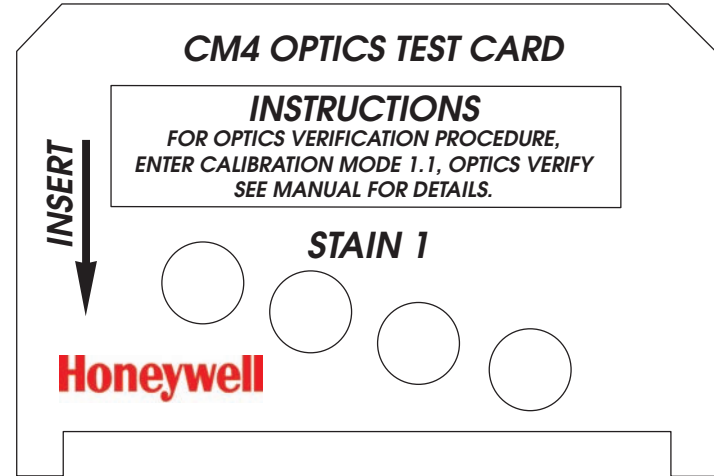 CM4 OPTICS TEST CARD
INSTRUCTIONS
FOR OPTICS VERIFICATION PROCEDURE,
ENTER CALIBRATION MODE 1.1, OPTICS VERIFY
SEE MANUAL FOR DETAILS.
INSERT
STAIN 1
Honeywell